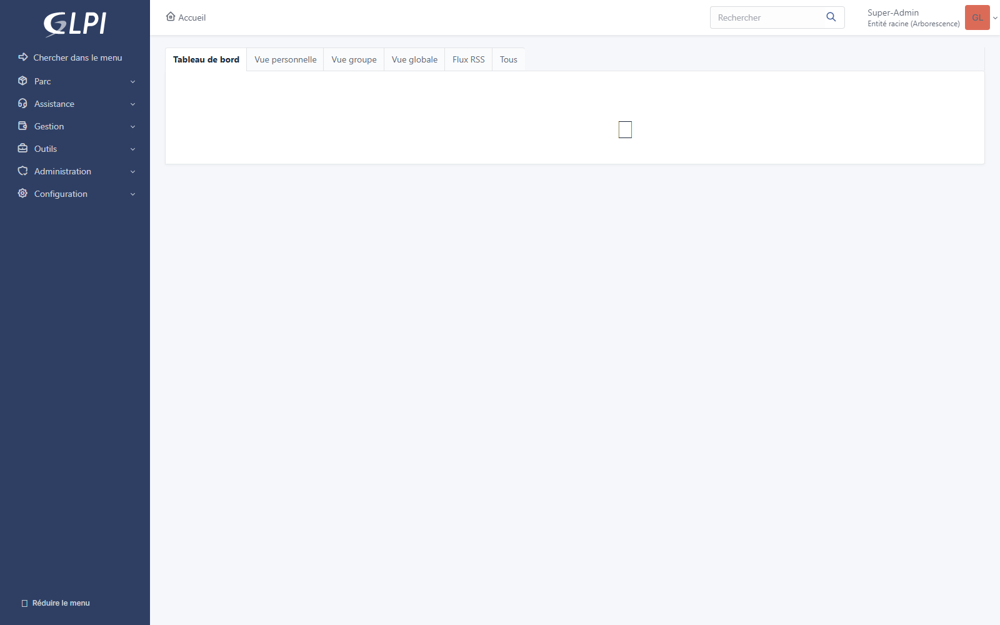 GLPI
Chercher dans le menu
Parc
Assistance
Gestion
Outils
Administration
Configuration
Réduire le menu
Accueil
Rechercher
Super-Admin
Entité racine (Arborescence)
GL
Tableau de bord
Vue personnelle
Vue groupe
Vue globale
Flux RSS
Tous